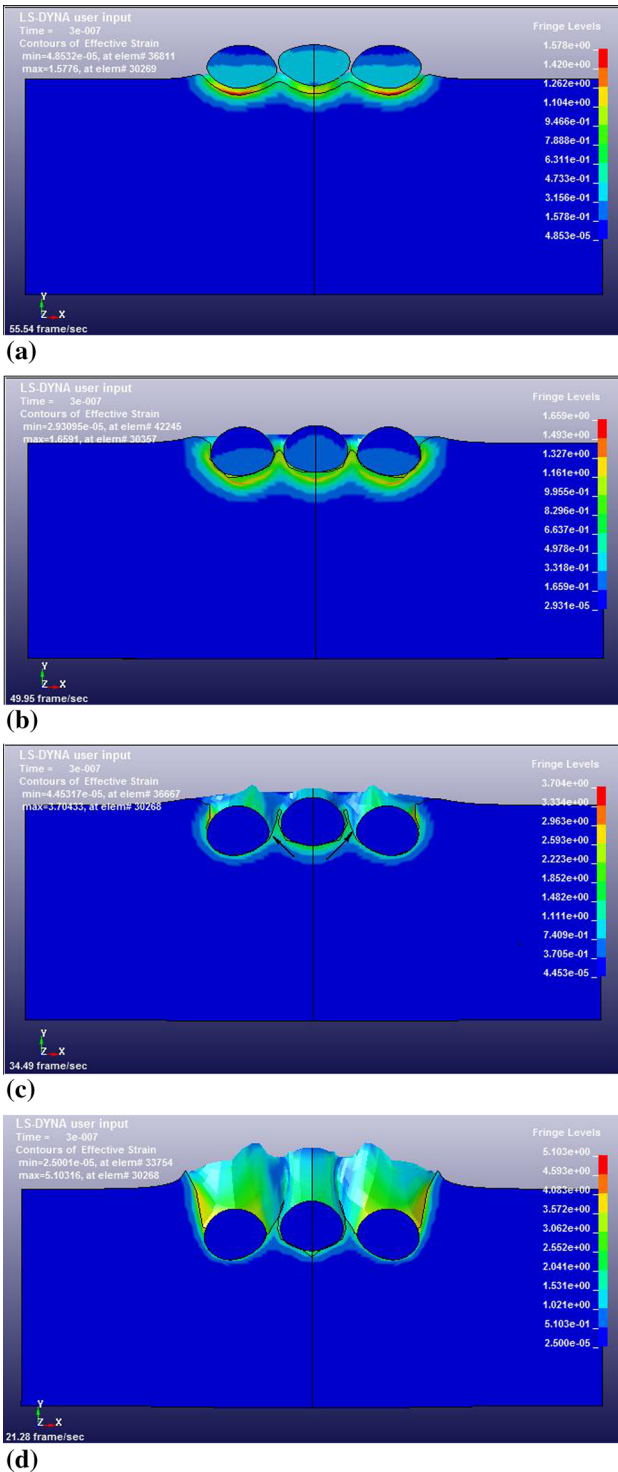 LS-DYNA user input
Time = 3e-007
Contours of Effective Strain
min=4.8532e-05, at elem# 36811
max=1.5776, at elem# 30269
Fringe Levels
1.578e+00
1.420e+00
1.262e+00
1.104e+00
9.466e-01
7.888e-01
6.311e-01
4.733e-01
3.156e-01
1.578e-01
4.853e-05
Y
Z X
55.54 frame/sec
(a)
LS-DYNA user input
Time = 3e-007
Contours of Effective Strain
min=2.93095e-05, at elem# 42245
max=1.6591, at elem# 30357
Fringe Levels
1.659e+00
1.493e+00
1.327e+00
1.161e+00
9.955e-01
8.296e-01
6.637e-01
4.978e-01
3.318e-01
1.659e-01
2.931e-05
Y
Z X
49.95 frame/sec
(b)
LS-DYNA user input
Time = 3e-007
Contours of Effective Strain
min=4.45317e-05, at elem# 36667
max=3.70433, at elem# 30268
Fringe Levels
3.704e+00
3.334e+00
2.963e+00
2.593e+00
2.223e+00
1.852e+00
1.482e+00
1.111e+00
7.409e-01
3.705e-01
4.453e-05
Y
Z X
34.49 frame/sec
(c)
LS-DYNA user input
Time = 3e-007
Contours of Effective Strain
min=2.5001e-05, at elem# 33754
max=5.10316, at elem# 30268
Fringe Levels
5.103e+00
4.593e+00
4.083e+00
3.572e+00
3.062e+00
2.552e+00
2.041e+00
1.531e+00
1.021e+00
5.103e-01
2.500e-05
Y
Z X
21.28 frame/sec
(d)